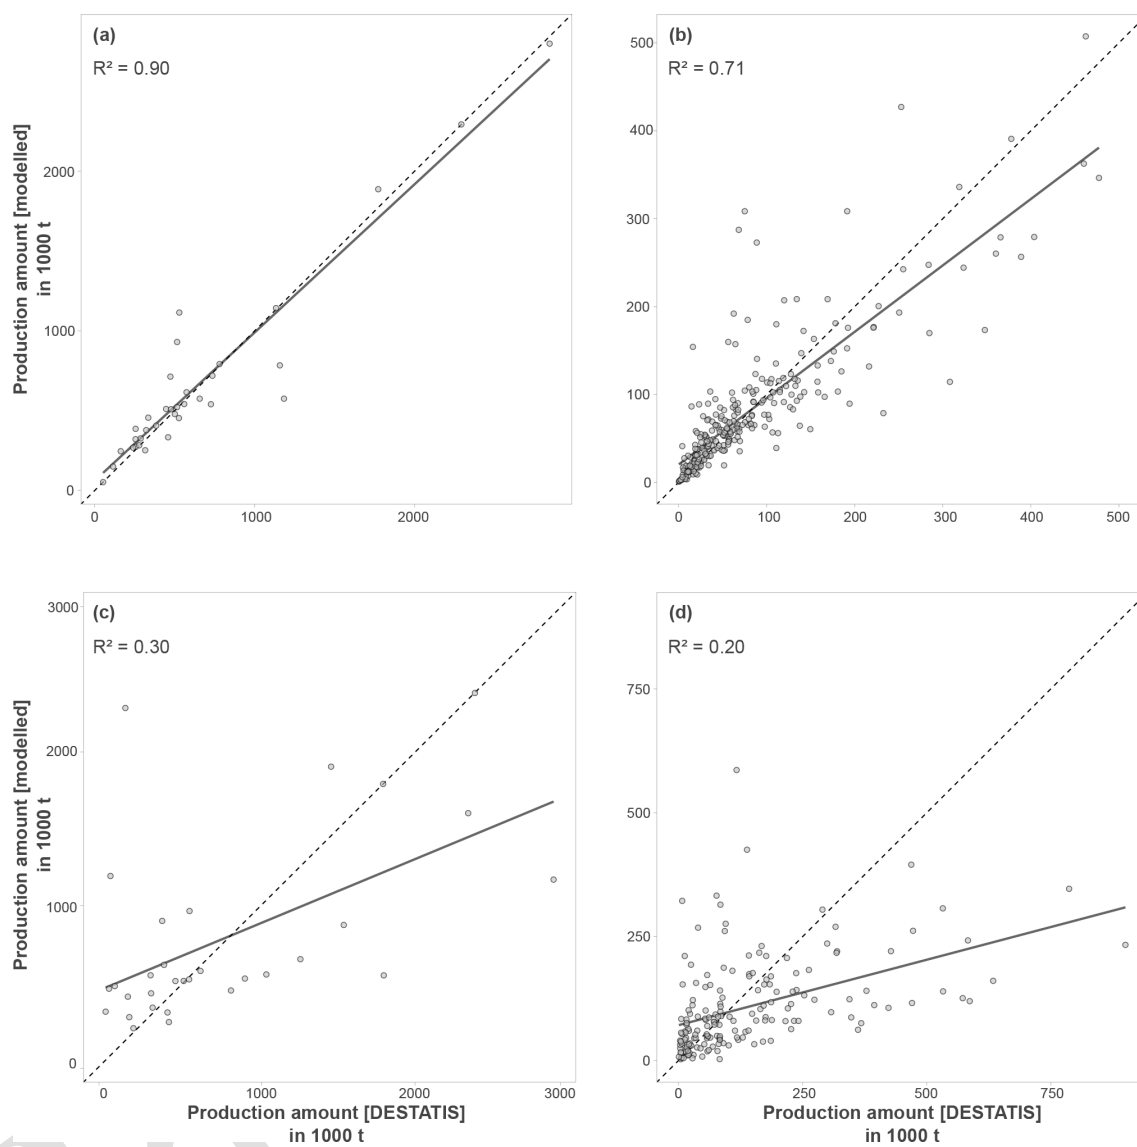 (a)
R² = 0.90
Production amount [modelled]
in 1000 t
2000
1000
0
0 1000 2000
(b)
R² = 0.71
500
400
300
200
100
0
0 100 200 300 400 500
(c)
R² = 0.30
Production amount [modelled]
in 1000 t
3000
2000
1000
0
0 1000 2000 3000
Production amount [DESTATIS]
in 1000 t
(d)
R² = 0.20
750
500
250
0
0 250 500 750
Production amount [DESTATIS]
in 1000 t